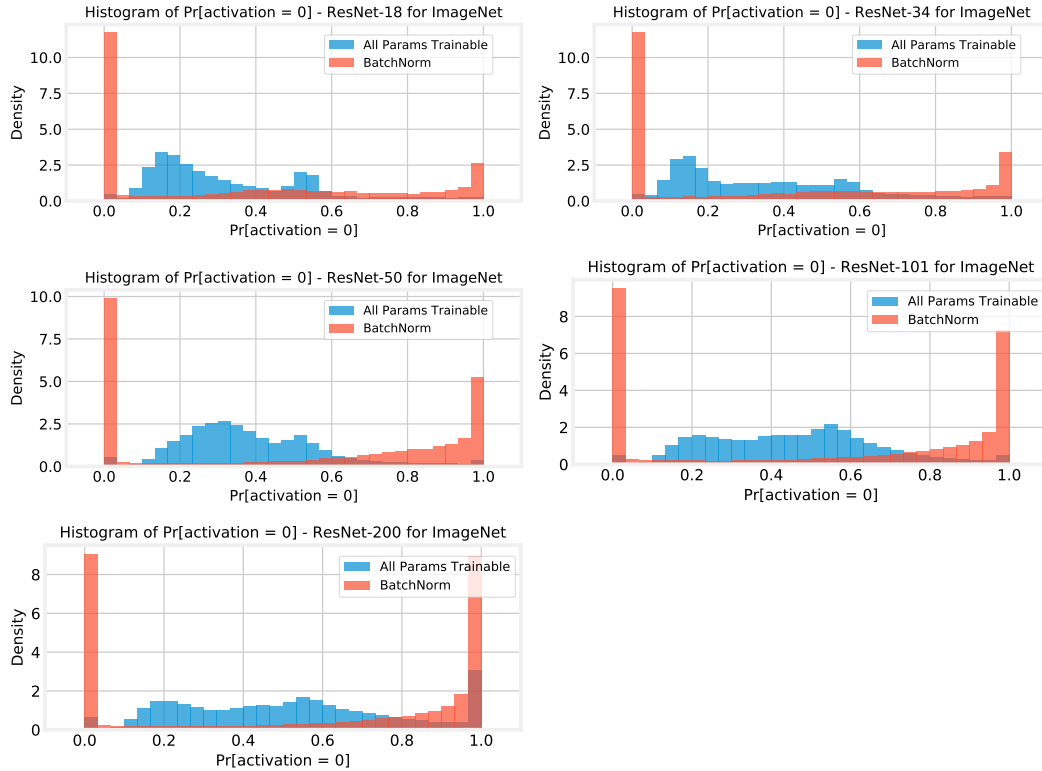 Histogram of Pr[activation = 0] - ResNet-18 for ImageNet
Density
10.0
7.5
5.0
2.5
0.0
All Params Trainable
BatchNorm
0.0 0.2 0.4 0.6 0.8 1.0
Pr[activation = 0]
Histogram of Pr[activation = 0] - ResNet-34 for ImageNet
Density
10.0
7.5
5.0
2.5
0.0
All Params Trainable
BatchNorm
0.0 0.2 0.4 0.6 0.8 1.0
Pr[activation = 0]
Histogram of Pr[activation = 0] - ResNet-50 for ImageNet
Density
10.0
7.5
5.0
2.5
0.0
All Params Trainable
BatchNorm
0.0 0.2 0.4 0.6 0.8 1.0
Pr[activation = 0]
Histogram of Pr[activation = 0] - ResNet-101 for ImageNet
Density
8
6
4
2
0
All Params Trainable
BatchNorm
0.0 0.2 0.4 0.6 0.8 1.0
Pr[activation = 0]
Histogram of Pr[activation = 0] - ResNet-200 for ImageNet
Density
8
6
4
2
0
All Params Trainable
BatchNorm
0.0 0.2 0.4 0.6 0.8 1.0
Pr[activation = 0]